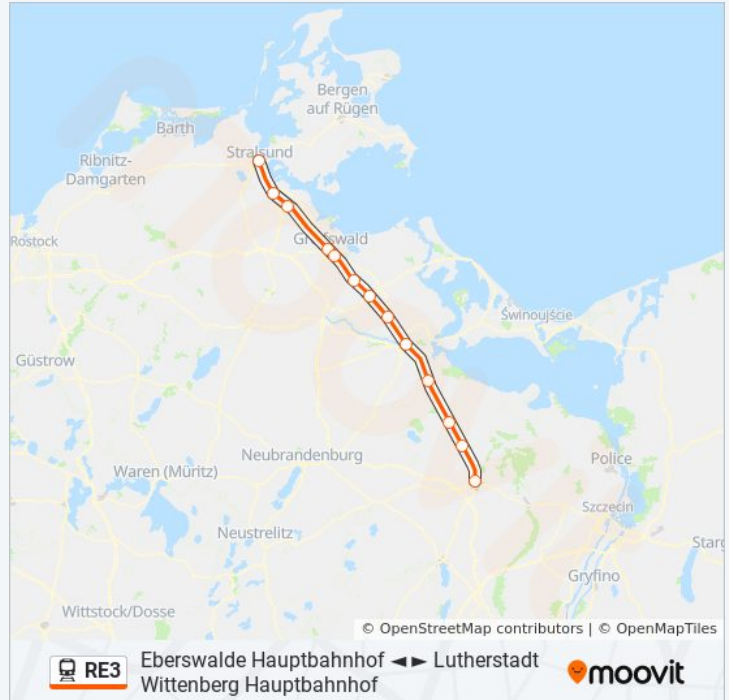 Bergen
auf Rügen
Barth
Stralsund
Ribnitz-
Damgarten
Rostock
Greifswald
Świnoujście
Güstrow
Neubrandenburg
Police
Waren (Müritz)
Szczecin
Neustrelitz
Starg
Gryfino
Wittstock/Dosse
© OpenStreetMap contributors | © OpenMapTiles
RE3
Eberswalde Hauptbahnhof ◄► Lutherstadt
Wittenberg Hauptbahnhof
moovit